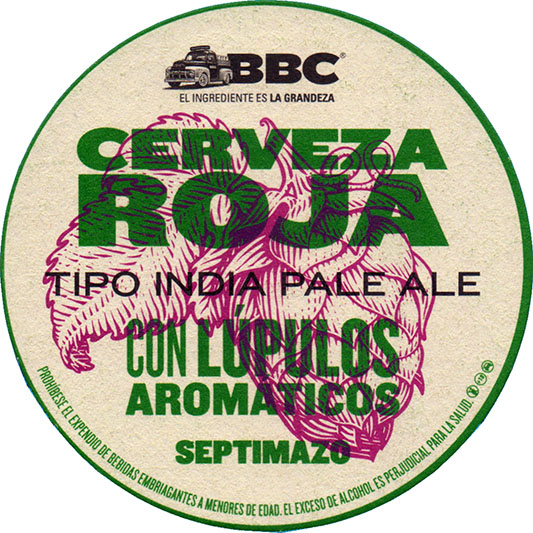 BBC®
EL INGREDIENTE ES LA GRANDEZA
CERVEZA
ROJA
TIPO INDIA PALE ALE
CON LÚPULOS
AROMÁTICOS
SEPTIMAZO
PROHÍBESE EL EXPENDIO DE BEBIDAS EMBRIAGANTES A MENORES DE EDAD. EL EXCESO DE ALCOHOL ES PERJUDICIAL PARA LA SALUD.